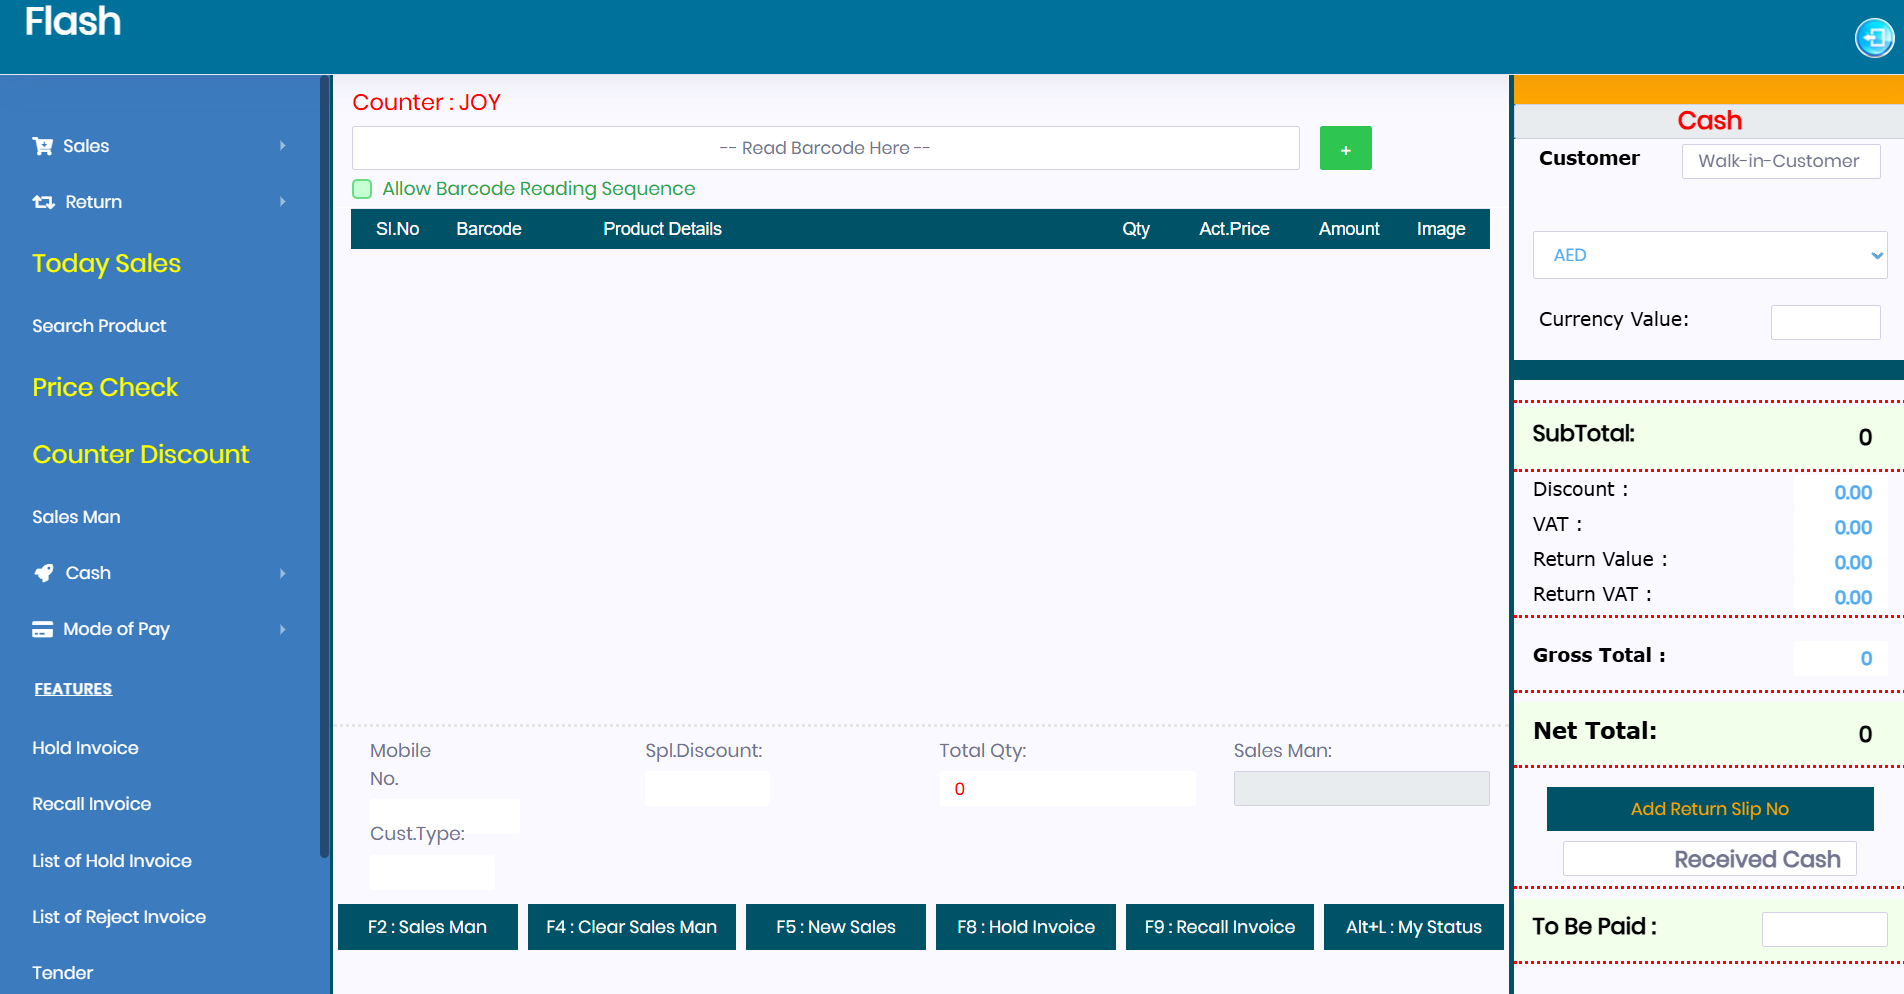 Flash
Sales
Return
Today Sales
Search Product
Price Check
Counter Discount
Sales Man
Cash
Mode of Pay
FEATURES
Hold Invoice
Recall Invoice
List of Hold Invoice
List of Reject Invoice
Tender
Counter : JOY
-- Read Barcode Here --
+
Allow Barcode Reading Sequence
Sl.No Barcode Product Details Qty Act.Price Amount Image
Mobile No.
Spl.Discount:
Total Qty:
0
Sales Man:
Cust.Type:
F2 : Sales Man
F4 : Clear Sales Man
F5 : New Sales
F8 : Hold Invoice
F9 : Recall Invoice
Alt+L : My Status
Cash
Customer Walk-in-Customer
AED
Currency Value:
SubTotal: 0
Discount : 0.00
VAT : 0.00
Return Value : 0.00
Return VAT : 0.00
Gross Total : 0
Net Total: 0
Add Return Slip No
Received Cash
To Be Paid :